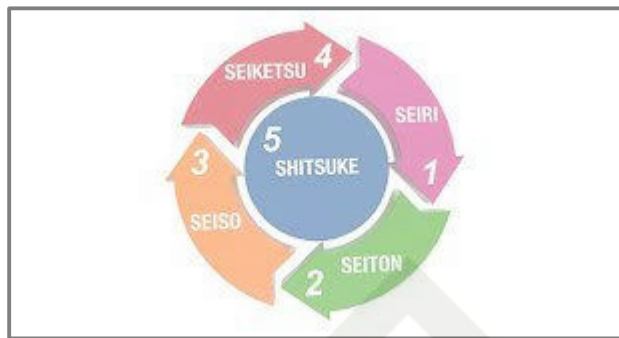 SEIRI
1
SEITON
2
SEISO
3
SEIKETSU
4
5
SHITSUKE